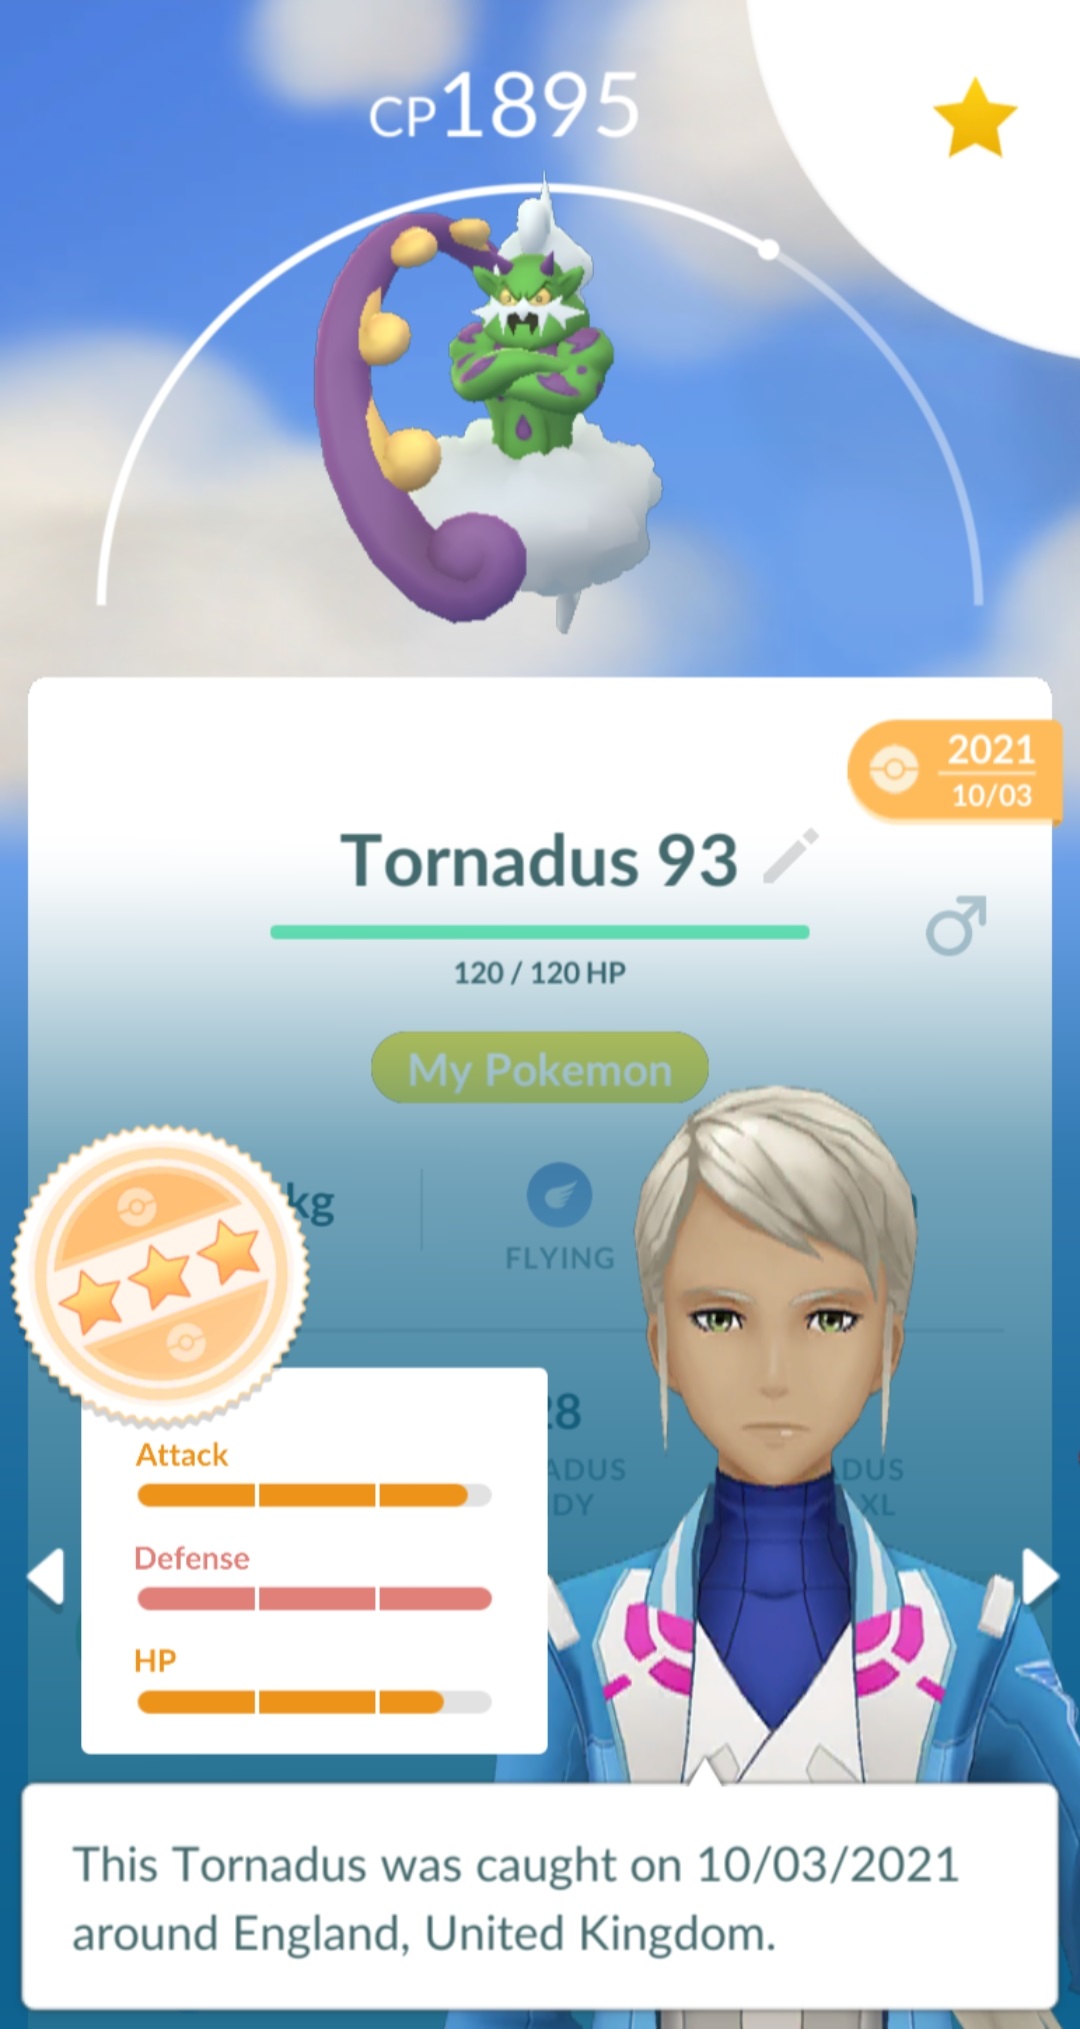 CP1895
2021
10/03
Tornadus 93
120 / 120 HP
My Pokemon
kg
FLYING
Attack
Defense
HP
This Tornadus was caught on 10/03/2021
around England, United Kingdom.